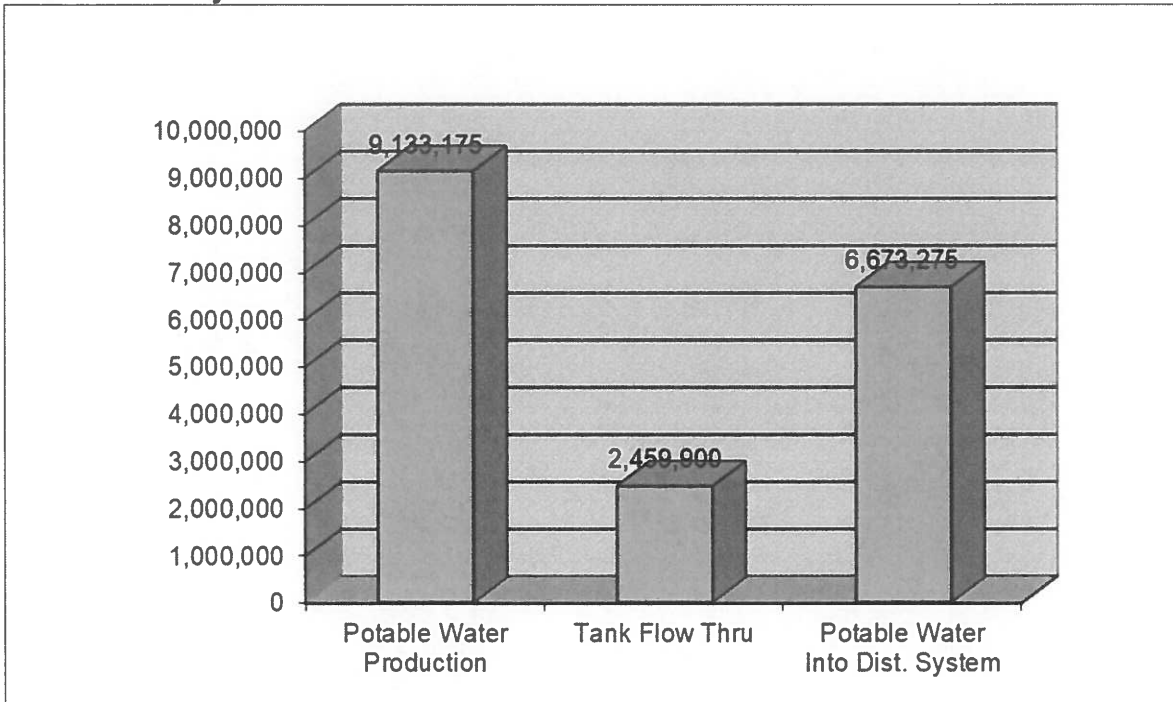 10,000,000
9,000,000
8,000,000
7,000,000
6,000,000
5,000,000
4,000,000
3,000,000
2,000,000
1,000,000
0
9,133,175
2,459,900
6,673,275
Potable Water
Production
Tank Flow Thru
Potable Water
Into Dist. System